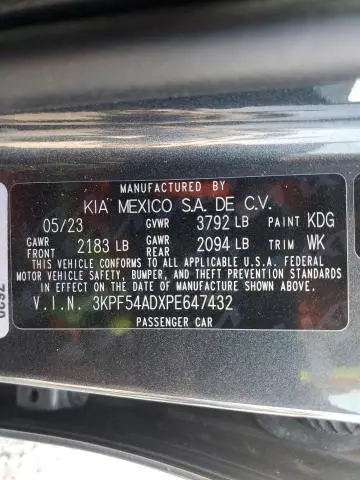 MANUFACTURED BY
KIA MEXICO S.A. DE C.V.
05/23 GVWR 3792 LB PAINT KDG
GAWR FRONT 2183 LB GAWR REAR 2094 LB TRIM WK
THIS VEHICLE CONFORMS TO ALL APPLICABLE U.S.A. FEDERAL
MOTOR VEHICLE SAFETY, BUMPER, AND THEFT PREVENTION STANDARDS
IN EFFECT ON THE DATE OF MANUFACTURE SHOWN ABOVE.
V.I.N. 3KPF54ADXPE647432
PASSENGER CAR